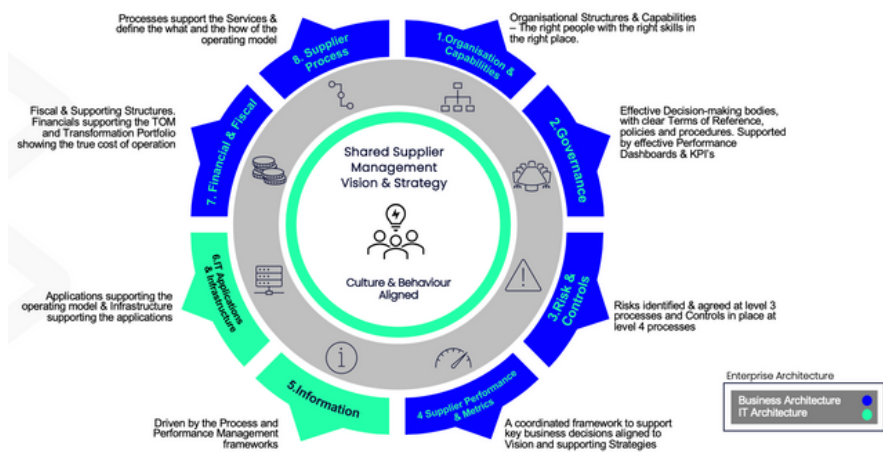 Processes support the Services &
define the what and the how of the
operating model
Organisational Structures & Capabilities
– The right people with the right skills in
the right place.
8. Supplier
Process
1.Organisation &
Capabilities
Fiscal & Supporting Structures.
Financials supporting the TOM
and Transformation Portfolio
showing the true cost of operation
7. Financial & Fiscal
Shared Supplier
Management
Vision & Strategy
Culture & Behaviour
Aligned
2.Governance
Effective Decision-making bodies,
with clear Terms of Reference,
policies and procedures. Supported
by effective Performance
Dashboards & KPI's
Applications supporting the
operating model & Infrastructure
supporting the applications
6.IT Applications
& Infrastructure
3.Risk &
Controls
Risks identified & agreed at level 3
processes and Controls in place at
level 4 processes
5.Information
4 Supplier Performance
& Metrics
Driven by the Process and
Performance Management
frameworks
A coordinated framework to support
key business decisions aligned to
Vision and supporting Strategies
Enterprise Architecture
Business Architecture
IT Architecture